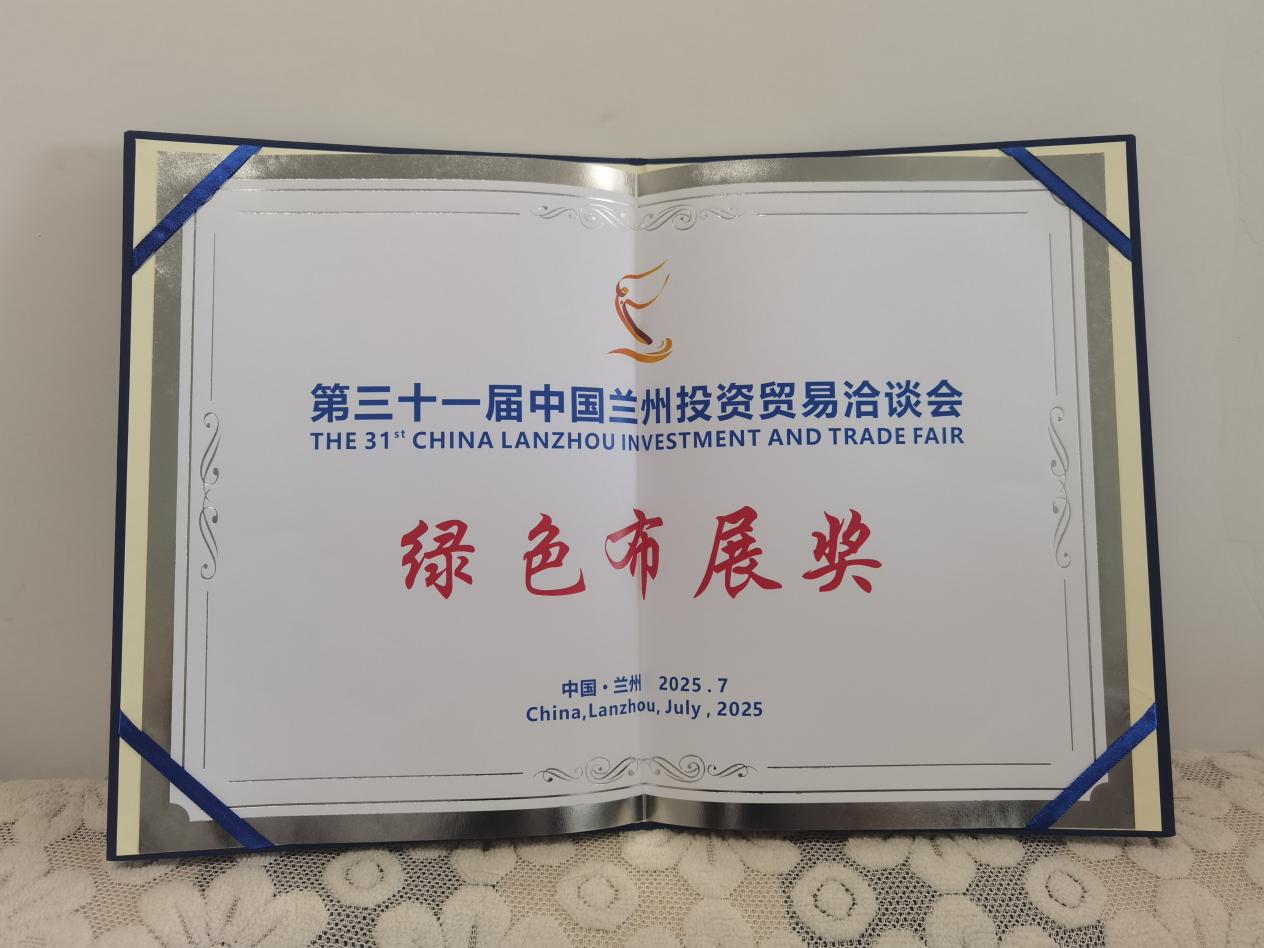 第三十一届中国兰州投资贸易洽谈会
THE 31st CHINA LANZHOU INVESTMENT AND TRADE FAIR
绿色布展奖
中国·兰州 2025.7
China,Lanzhou, July, 2025